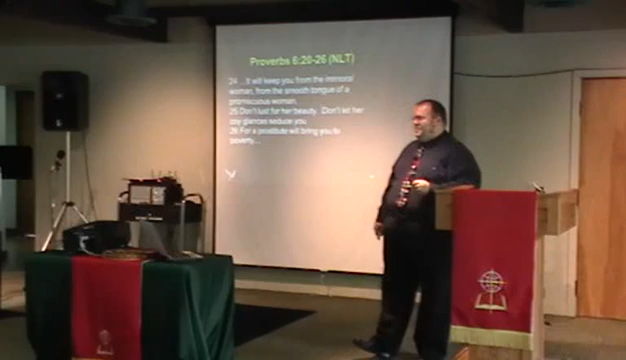 Proverbs 6:20-26 (NLT)
24 ... It will keep you from the immoral
woman, from the smooth tongue of a
promiscuous woman.
25 Don't lust for her beauty. Don't let her
coy glances seduce you.
26 For a prostitute will bring you to
poverty...